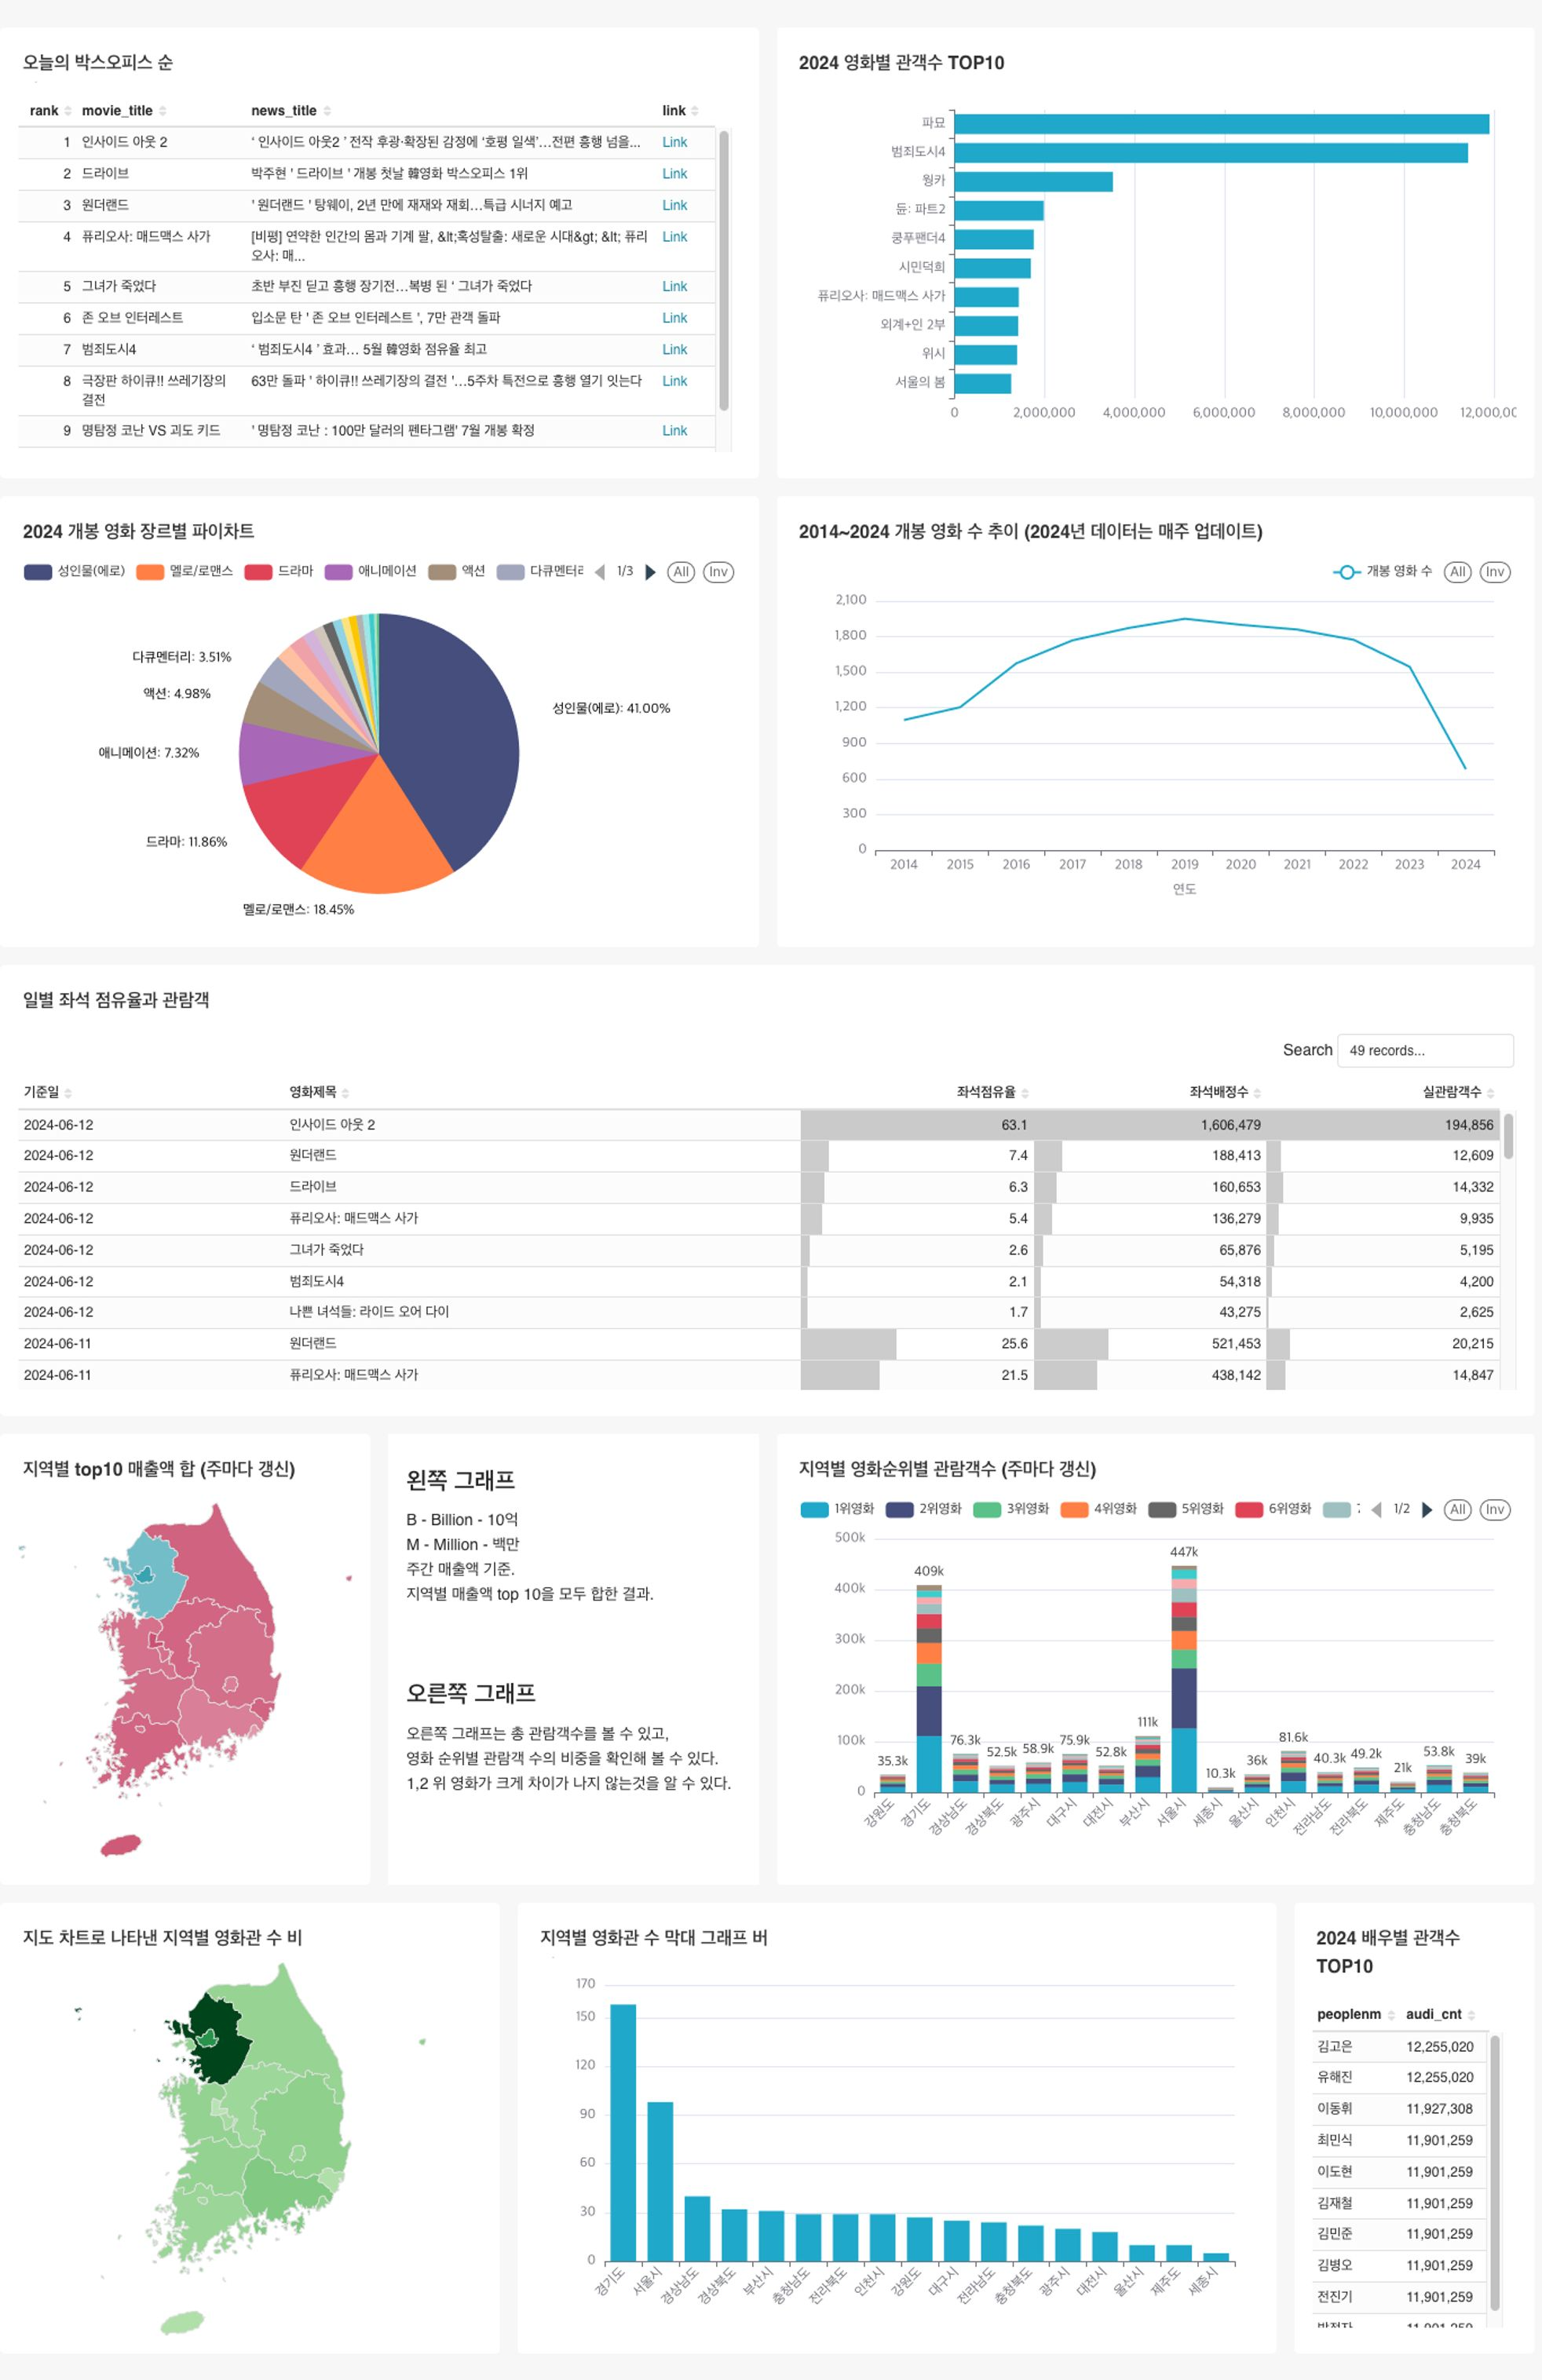 오늘의 박스오피스 순
rank movie_title news_title link
1 인사이드 아웃 2 ‘ 인사이드 아웃2 ’ 전작 후광·확장된 감정에 ‘호평 일색’…전편 흥행 넘을... Link
2 드라이브 박주현 ' 드라이브 ' 개봉 첫날 韓영화 박스오피스 1위 Link
3 원더랜드 ' 원더랜드 ' 탕웨이, 2년 만에 재재와 재회…특급 시너지 예고 Link
4 퓨리오사: 매드맥스 사가 [비평] 연약한 인간의 몸과 기계 팔, &lt;혹성탈출: 새로운 시대&gt; &lt; 퓨리
오사: 매... Link
5 그녀가 죽었다 초반 부진 딛고 흥행 장기전…복병 된 ‘ 그녀가 죽었다 Link
6 존 오브 인터레스트 입소문 탄 ' 존 오브 인터레스트 ', 7만 관객 돌파 Link
7 범죄도시4 ‘ 범죄도시4 ’ 효과… 5월 韓영화 점유율 최고 Link
8 극장판 하이큐!! 쓰레기장의
결전 63만 돌파 ' 하이큐!! 쓰레기장의 결전 '…5주차 특전으로 흥행 열기 잇는다 Link
9 명탐정 코난 VS 괴도 키드 ' 명탐정 코난 : 100만 달러의 펜타그램' 7월 개봉 확정 Link
2024 영화별 관객수 TOP10
파묘
범죄도시4
웡카
듄: 파트2
쿵푸팬더4
시민덕희
퓨리오사: 매드맥스 사가
외계+인 2부
위시
서울의 봄
0 2,000,000 4,000,000 6,000,000 8,000,000 10,000,000 12,000,0
2024 개봉 영화 장르별 파이차트
성인물(에로) 멜로/로맨스 드라마 애니메이션 액션 다큐멘터리 1/3 All Inv
다큐멘터리: 3.51%
액션: 4.98%
성인물(에로): 41.00%
애니메이션: 7.32%
드라마: 11.86%
멜로/로맨스: 18.45%
2014~2024 개봉 영화 수 추이 (2024년 데이터는 매주 업데이트)
개봉 영화 수 All Inv
2,100
1,800
1,500
1,200
900
600
300
0
2014 2015 2016 2017 2018 2019 2020 2021 2022 2023 2024
연도
일별 좌석 점유율과 관람객
Search 49 records...
기준일 영화제목 좌석점유율 좌석배정수 실관람객수
2024-06-12 인사이드 아웃 2 63.1 1,606,479 194,856
2024-06-12 원더랜드 7.4 188,413 12,609
2024-06-12 드라이브 6.3 160,653 14,332
2024-06-12 퓨리오사: 매드맥스 사가 5.4 136,279 9,935
2024-06-12 그녀가 죽었다 2.6 65,876 5,195
2024-06-12 범죄도시4 2.1 54,318 4,200
2024-06-12 나쁜 녀석들: 라이드 오어 다이 1.7 43,275 2,625
2024-06-11 원더랜드 25.6 521,453 20,215
2024-06-11 퓨리오사: 매드맥스 사가 21.5 438,142 14,847
지역별 top10 매출액 합 (주마다 갱신)
왼쪽 그래프
B - Billion - 10억
M - Million - 백만
주간 매출액 기준.
지역별 매출액 top 10을 모두 합한 결과.
오른쪽 그래프
오른쪽 그래프는 총 관람객수를 볼 수 있고,
영화 순위별 관람객 수의 비중을 확인해 볼 수 있다.
1,2 위 영화가 크게 차이가 나지 않는것을 알 수 있다.
지역별 영화순위별 관람객수 (주마다 갱신)
1위영화 2위영화 3위영화 4위영화 5위영화 6위영화 1/2 All Inv
500k
400k
300k
200k
100k
0
35.3k 409k 76.3k 52.5k 58.9k 75.9k 52.8k 111k 447k 10.3k 36k 81.6k 40.3k 49.2k 21k 53.8k 39k
강원도 경기도 경상남도 경상북도 광주시 대구시 대전시 부산시 서울시 세종시 울산시 인천시 전라남도 전라북도 제주도 충청남도 충청북도
지도 차트로 나타낸 지역별 영화관 수 비
지역별 영화관 수 막대 그래프 버
170
150
120
90
60
30
0
경기도 서울시 경상남도 경상북도 부산시 충청남도 전라북도 인천시 강원도 대구시 전라남도 충청북도 광주시 대전시 울산시 제주도 세종시
2024 배우별 관객수
TOP10
peoplenm audi_cnt
김고은 12,255,020
유해진 12,255,020
이동휘 11,927,308
최민식 11,901,259
이도현 11,901,259
김재철 11,901,259
김민준 11,901,259
김병오 11,901,259
전진기 11,901,259